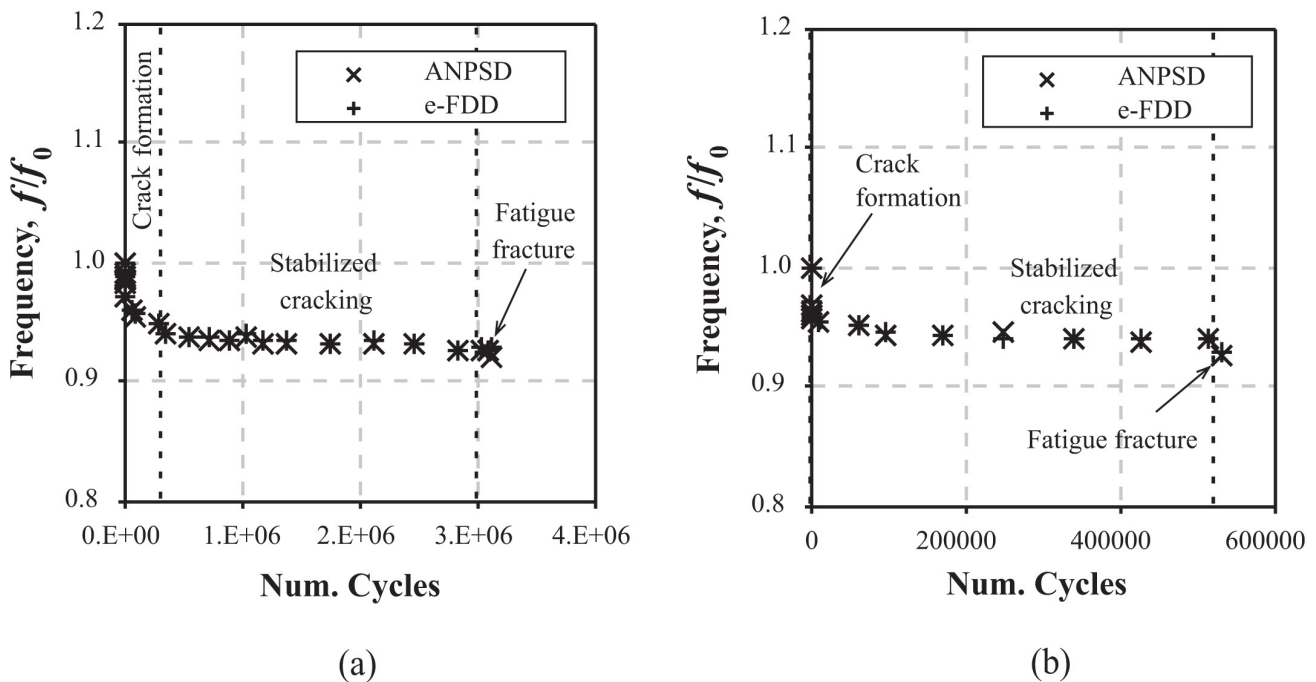 1.2
1.1
1.0
0.9
0.8
Frequency, f/f0
Crack formation
ANPSD
e-FDD
Stabilized
cracking
Fatigue
fracture
0.E+00 1.E+06 2.E+06 3.E+06 4.E+06
Num. Cycles
(a)
1.2
1.1
1.0
0.9
0.8
Frequency, f/f0
ANPSD
e-FDD
Crack
formation
Stabilized
cracking
Fatigue fracture
0 200000 400000 600000
Num. Cycles
(b)